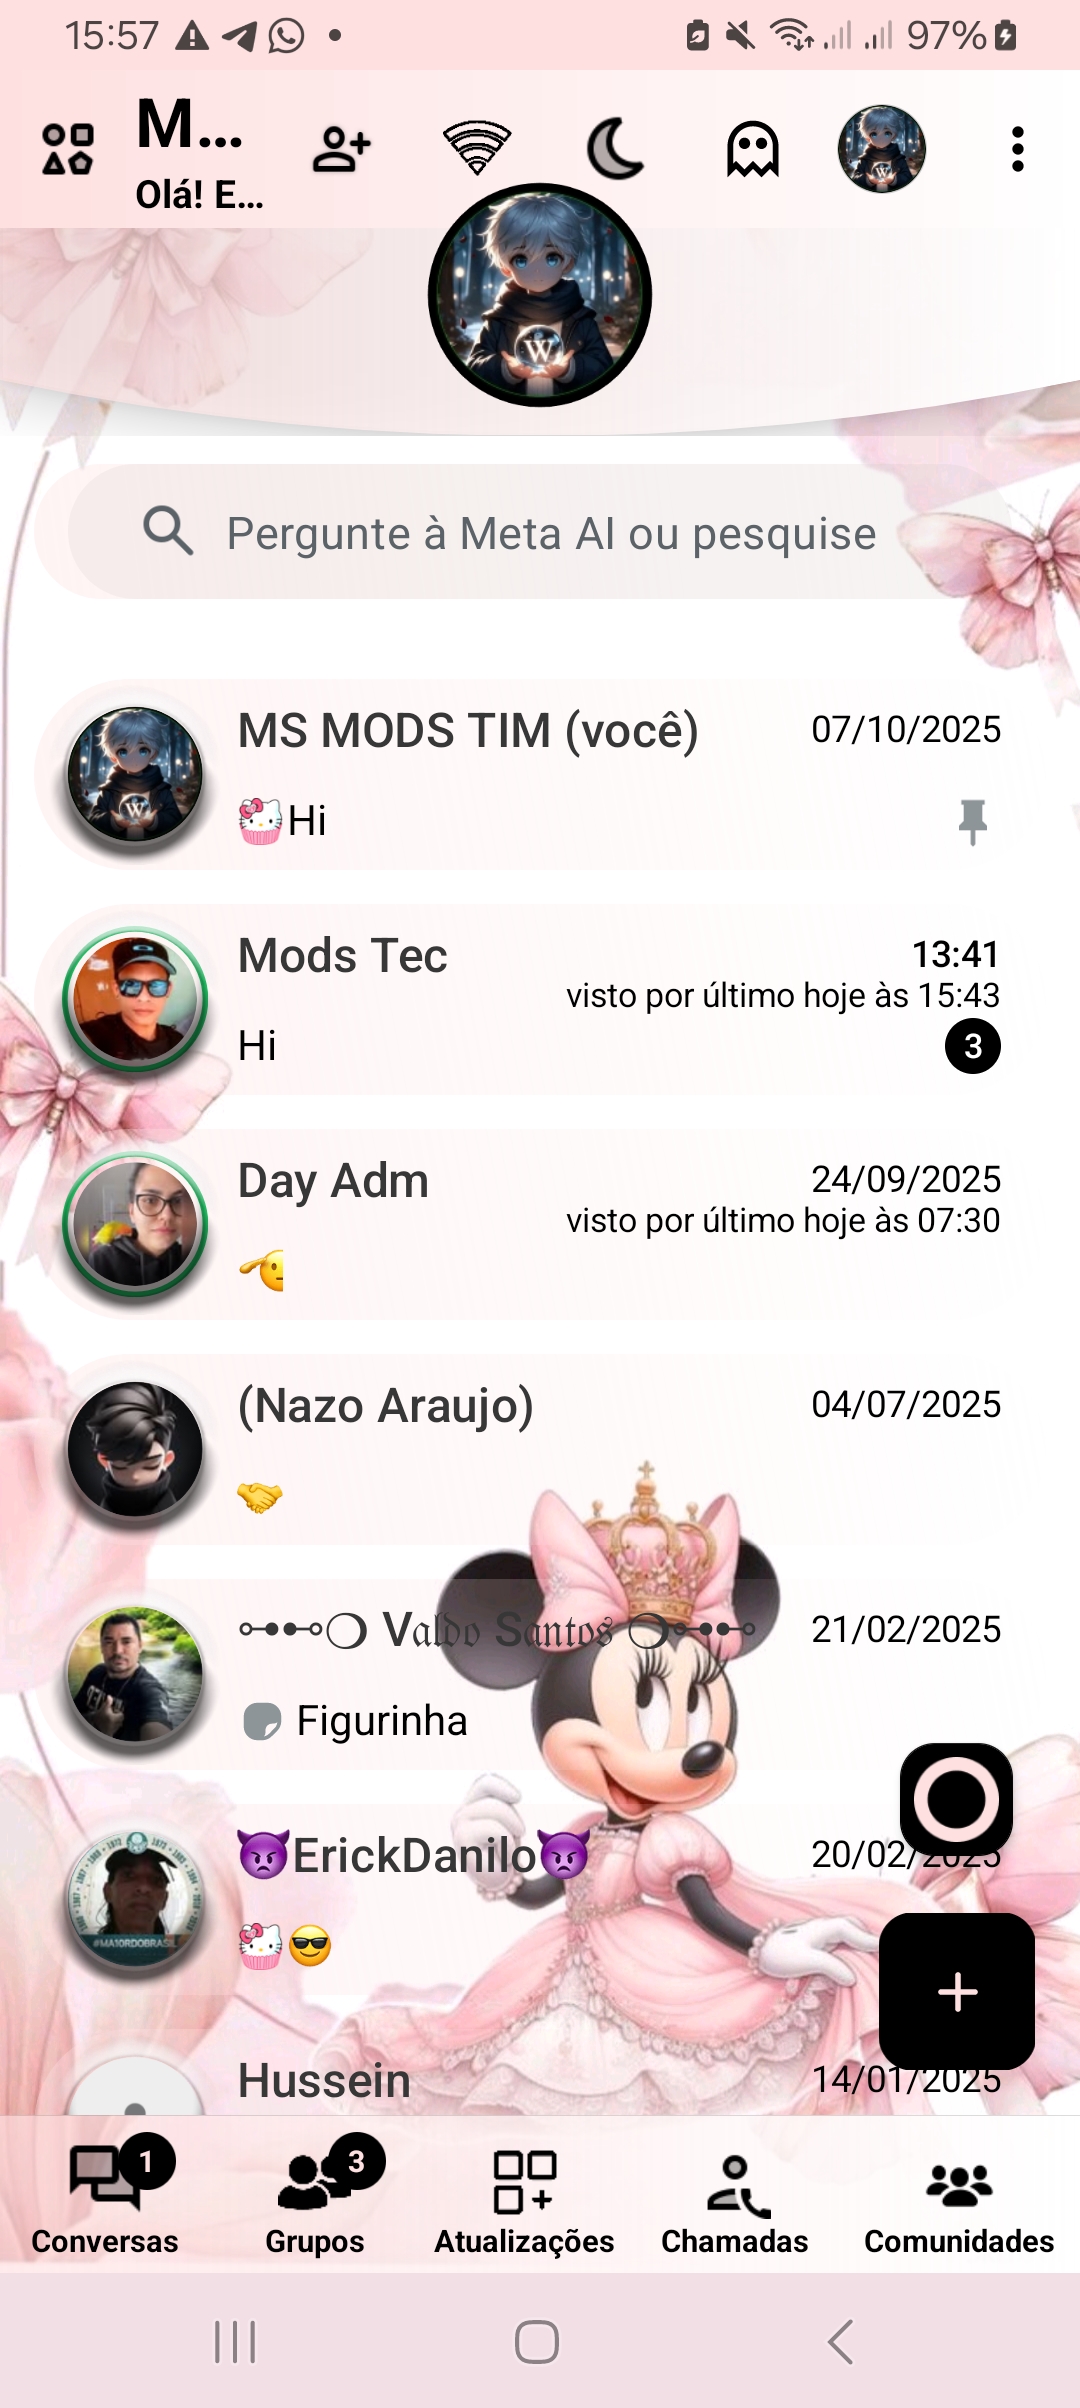 15:57
97%
M...
Olá! E...
W
Pergunte à Meta AI ou pesquise
MS MODS TIM (você)
07/10/2025
Hi
Mods Tec
13:41
visto por último hoje às 15:43
Hi
3
Day Adm
24/09/2025
visto por último hoje às 07:30
(Nazo Araujo)
04/07/2025
Valdo Santos
21/02/2025
Figurinha
😈ErickDanilo😈
20/02/2025
😎
#MA10RDOBRASIL
Hussein
14/01/2025
1
3
Conversas
Grupos
Atualizações
Chamadas
Comunidades